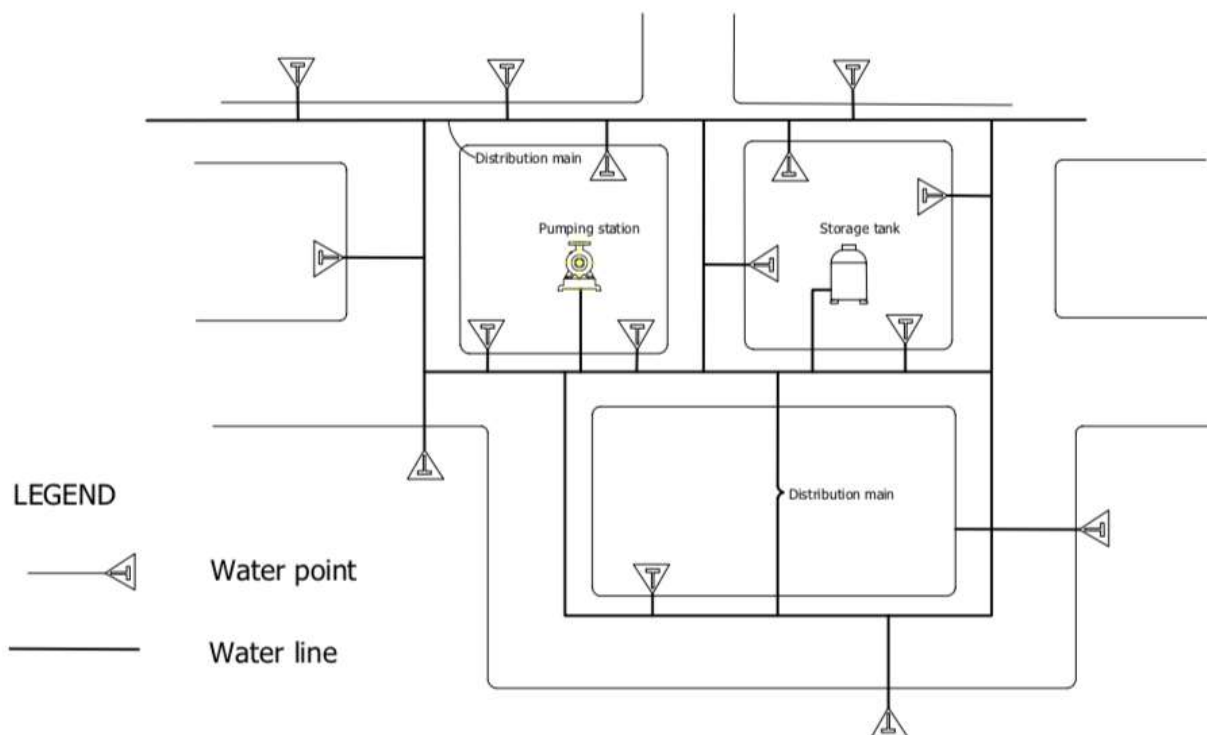 Distribution main
Pumping station
Storage tank
Distribution main
LEGEND
Water point
Water line